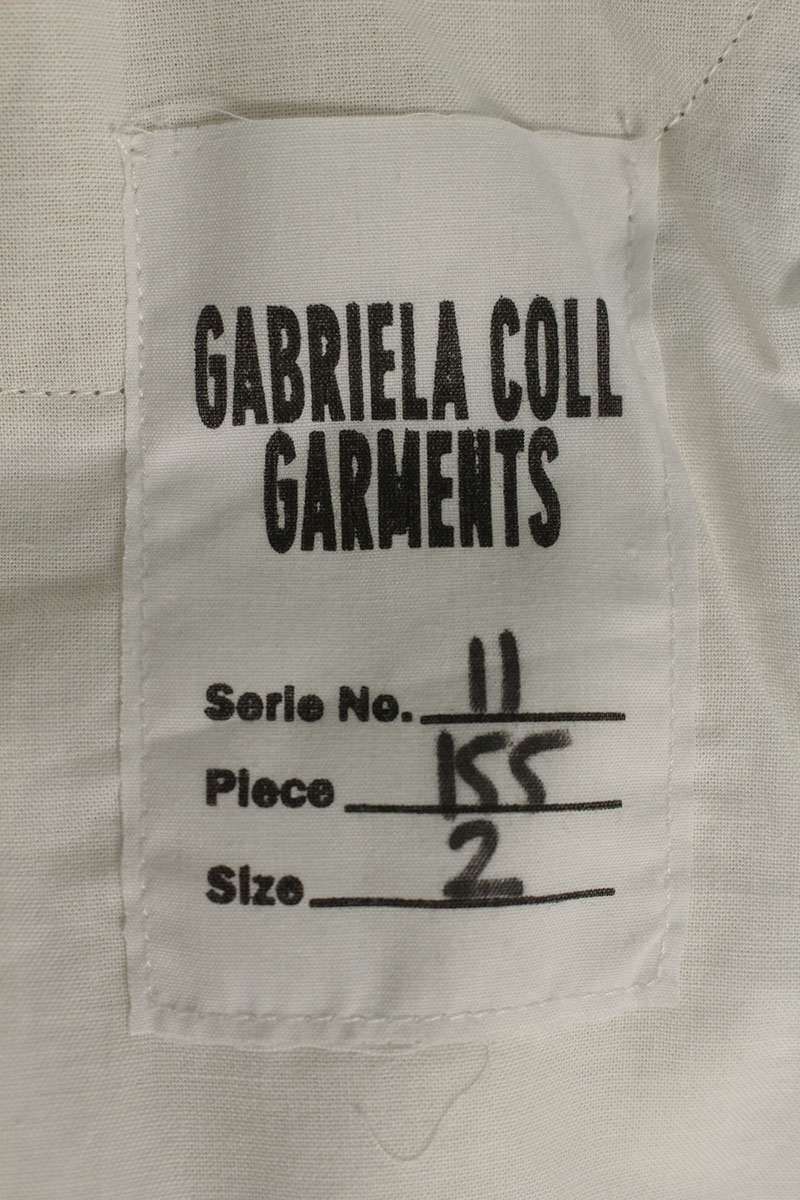 GABRIELA COLL
GARMENTS
Serie No. 11
Piece 155
Size 2